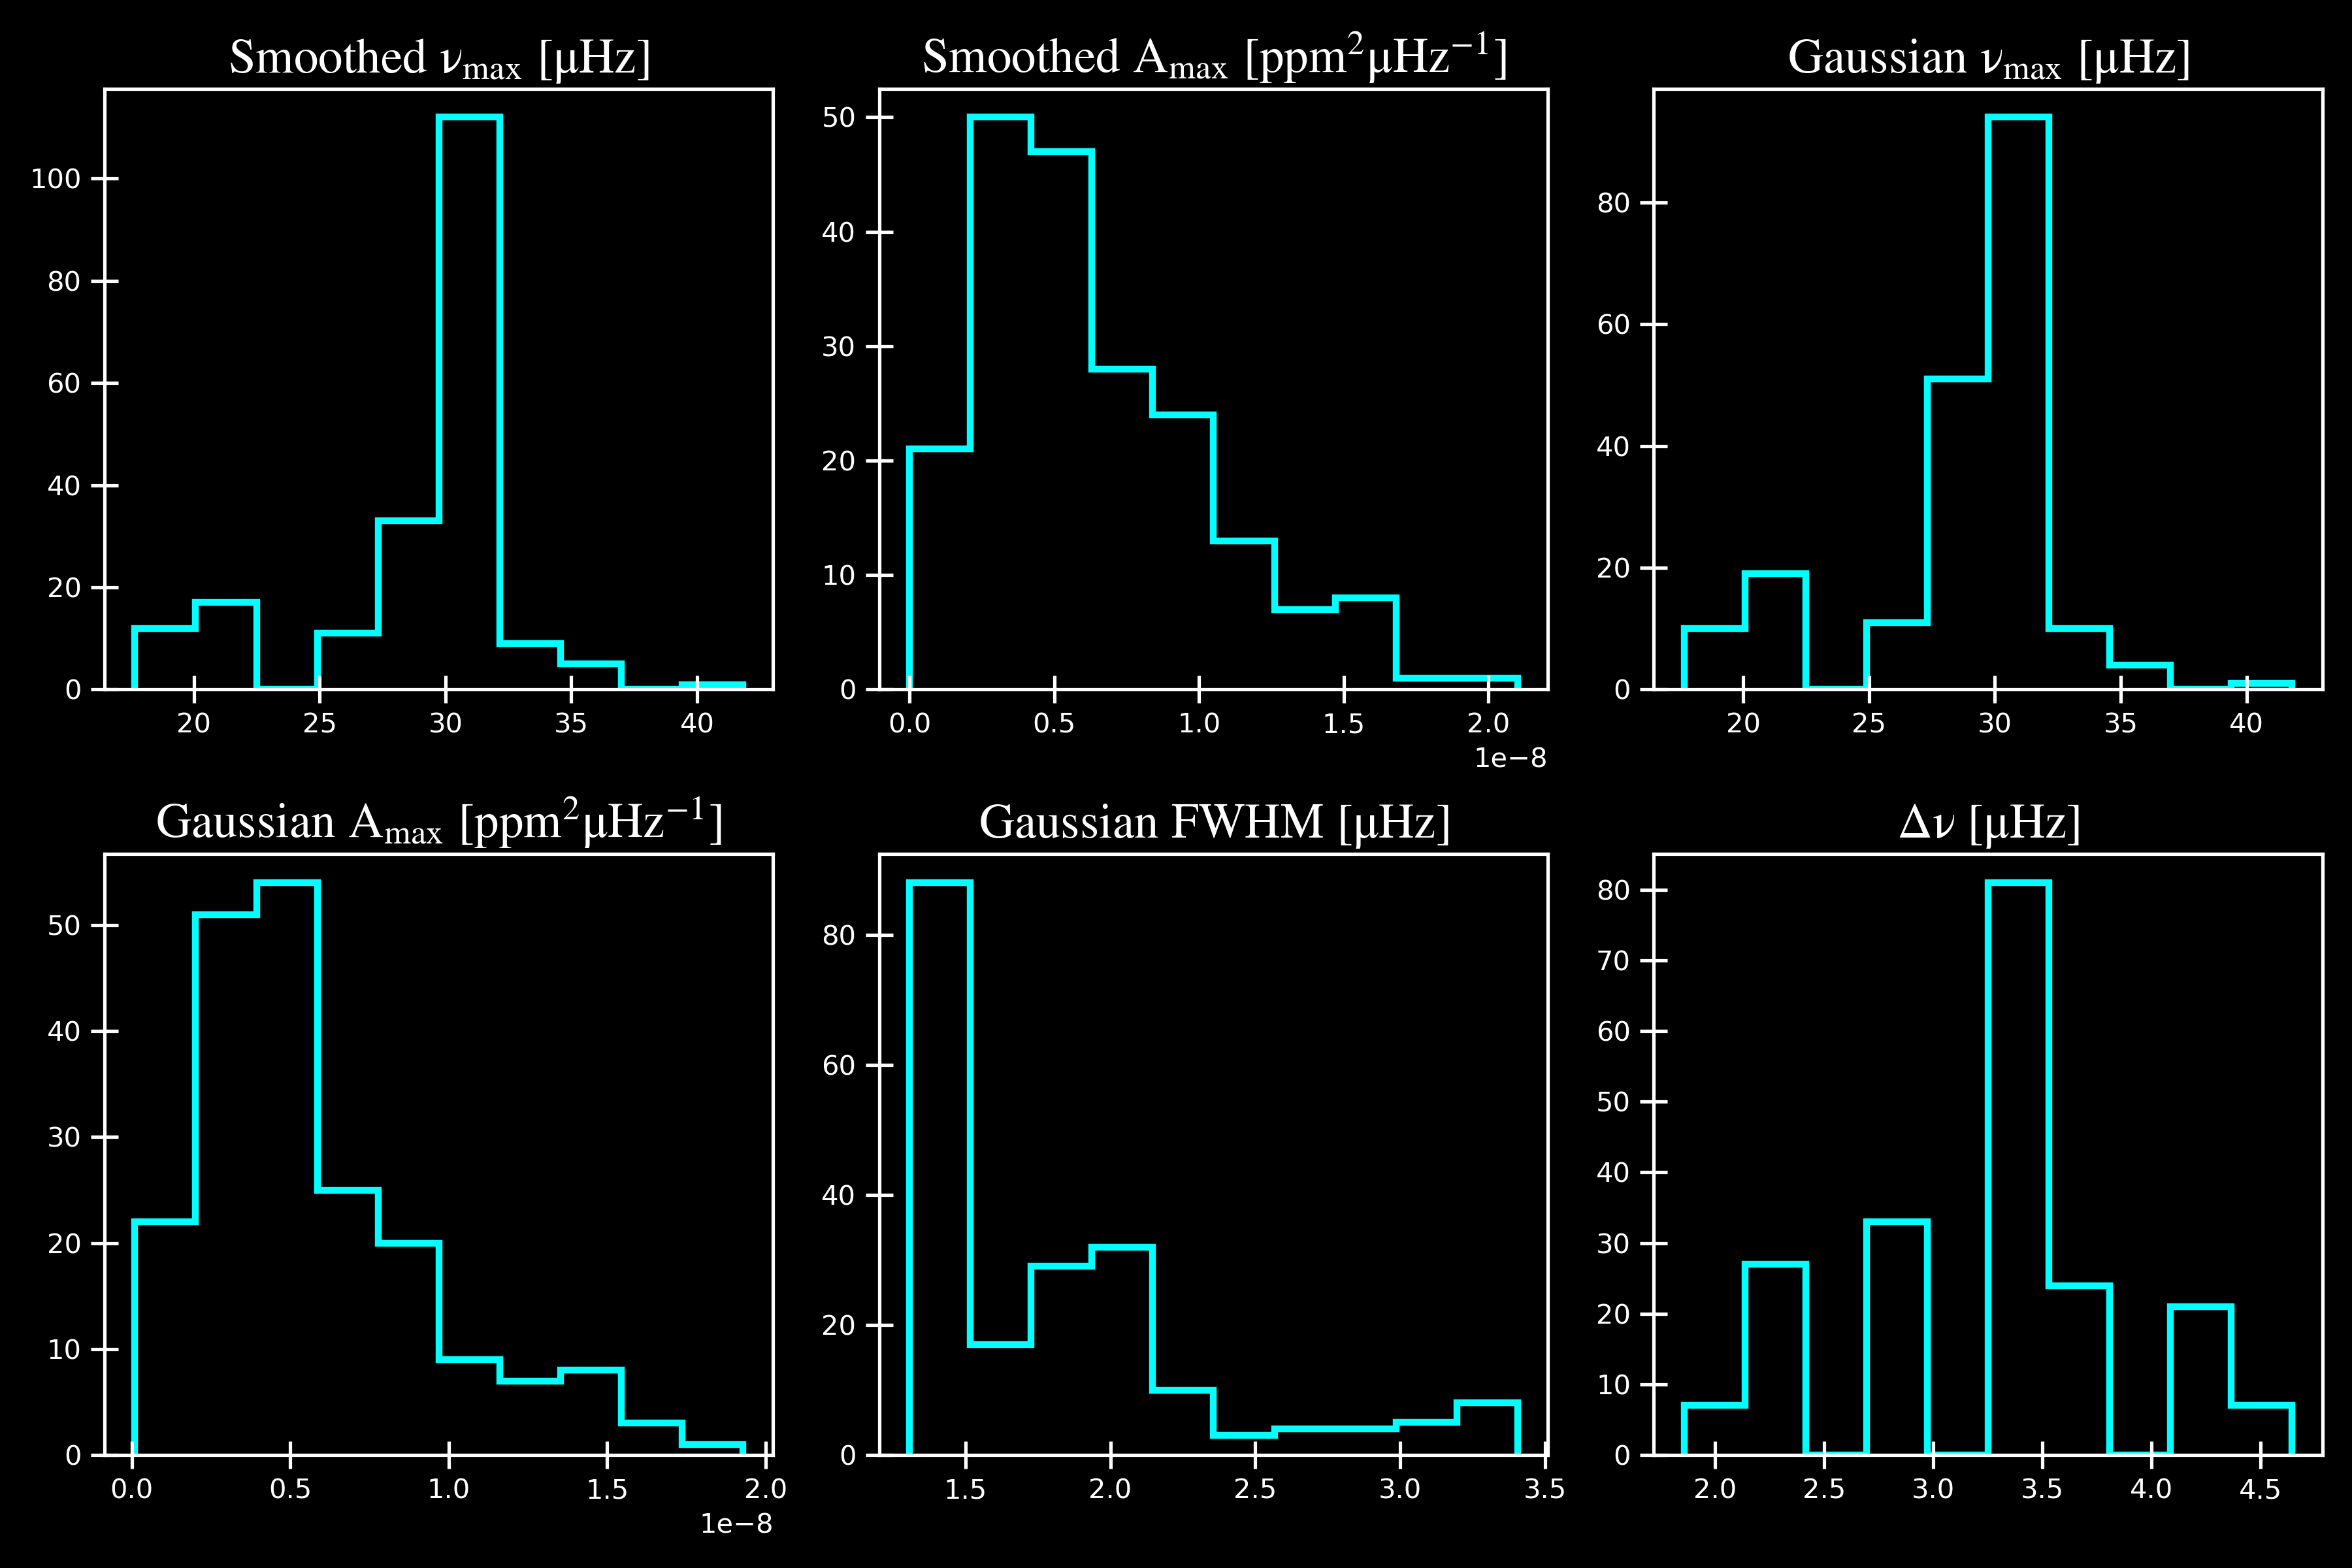 Smoothed ν_max [μHz]
100
80
60
40
20
0
20 25 30 35 40
Smoothed A_max [ppm²μHz⁻¹]
50
40
30
20
10
0
0.0 0.5 1.0 1.5 2.0
1e−8
Gaussian ν_max [μHz]
80
60
40
20
0
20 25 30 35 40
Gaussian A_max [ppm²μHz⁻¹]
50
40
30
20
10
0
0.0 0.5 1.0 1.5 2.0
1e−8
Gaussian FWHM [μHz]
80
60
40
20
0
1.5 2.0 2.5 3.0 3.5
Δν [μHz]
80
70
60
50
40
30
20
10
0
2.0 2.5 3.0 3.5 4.0 4.5